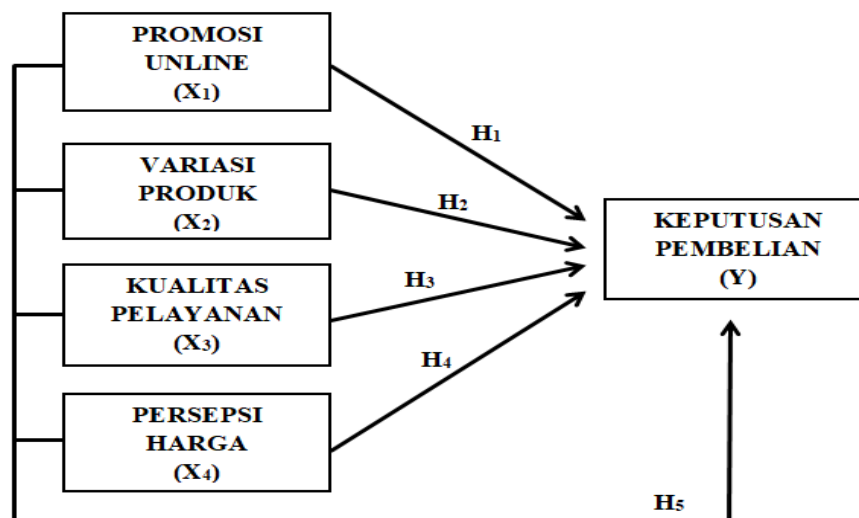 PROMOSI
UNLINE
(X₁)
H₁
VARIASI
PRODUK
(X₂)
H₂
KEPUTUSAN
PEMBELIAN
(Y)
KUALITAS
PELAYANAN
(X₃)
H₃
H₄
PERSEPSI
HARGA
(X₄)
H₅